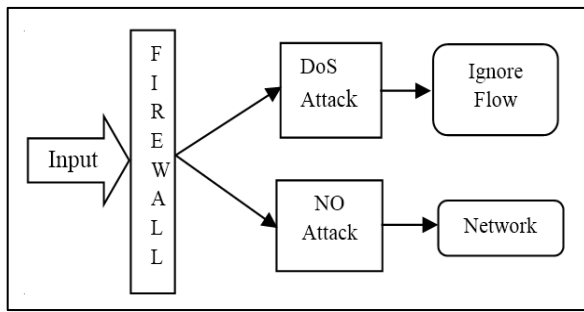 Input
F
I
R
E
W
A
L
L
DoS
Attack
Ignore
Flow
NO
Attack
Network